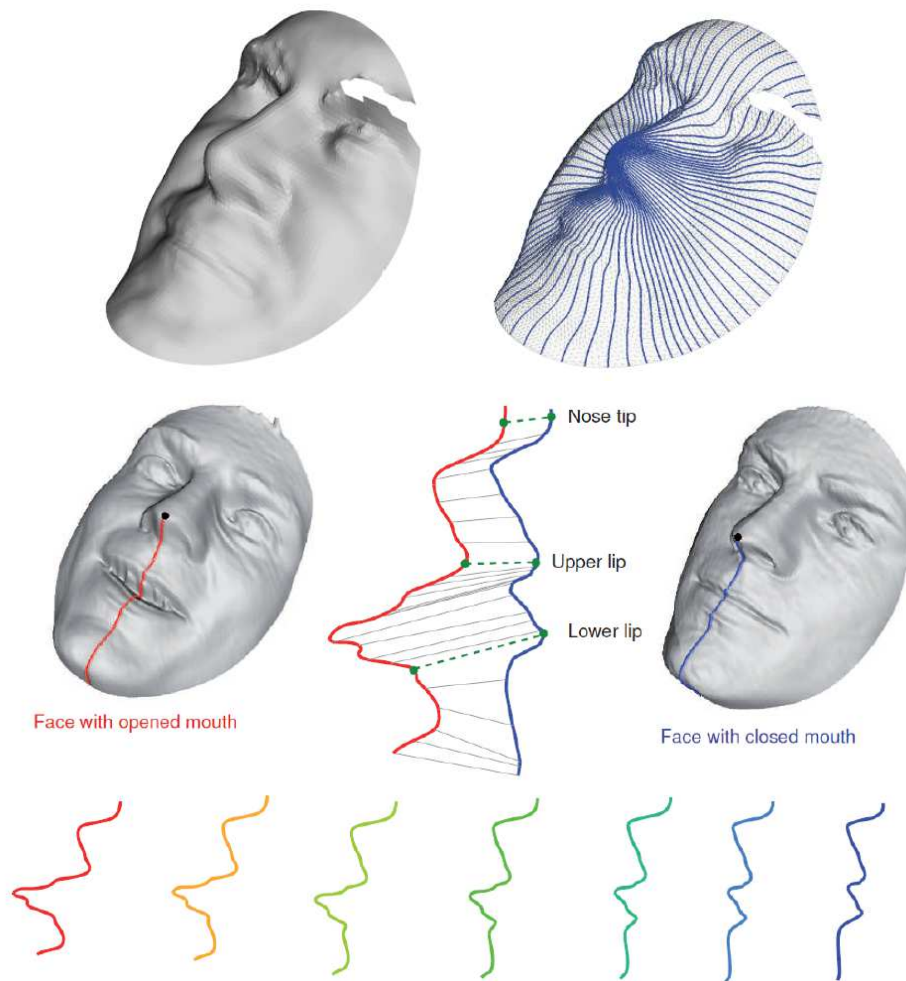 Nose tip
Upper lip
Lower lip
Face with opened mouth
Face with closed mouth